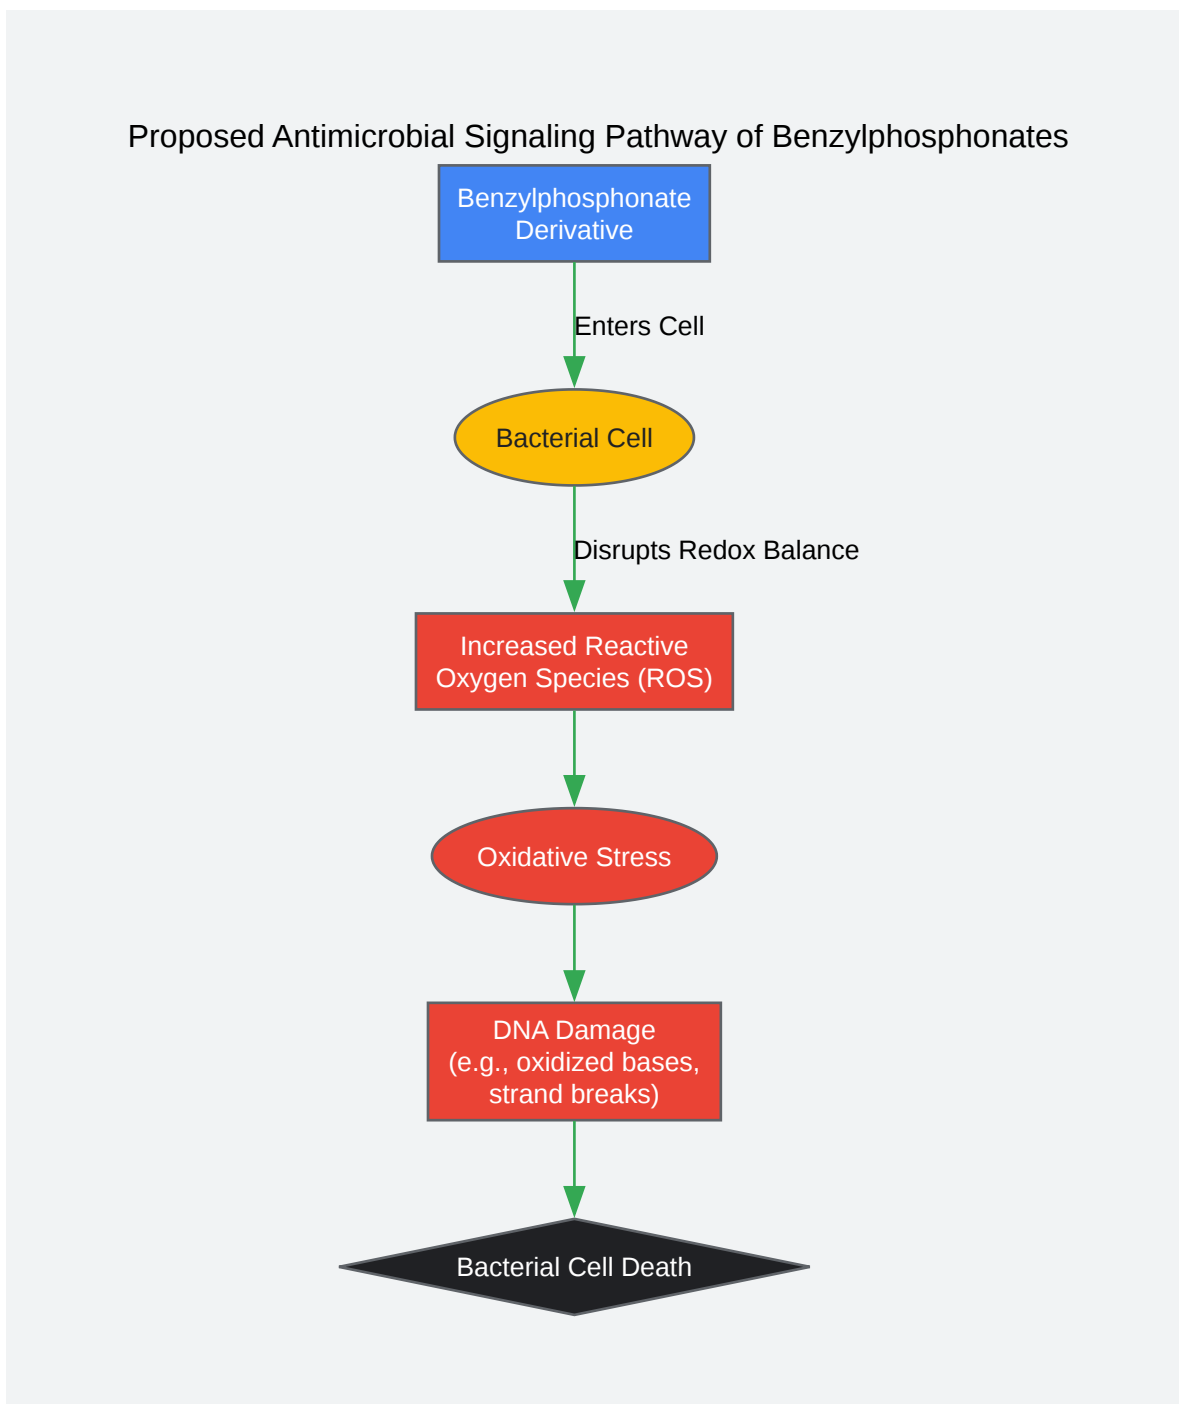 Proposed Antimicrobial Signaling Pathway of Benzylphosphonates
Benzylphosphonate
Derivative
Enters Cell
Bacterial Cell
Disrupts Redox Balance
Increased Reactive
Oxygen Species (ROS)
Oxidative Stress
DNA Damage
(e.g., oxidized bases,
strand breaks)
Bacterial Cell Death